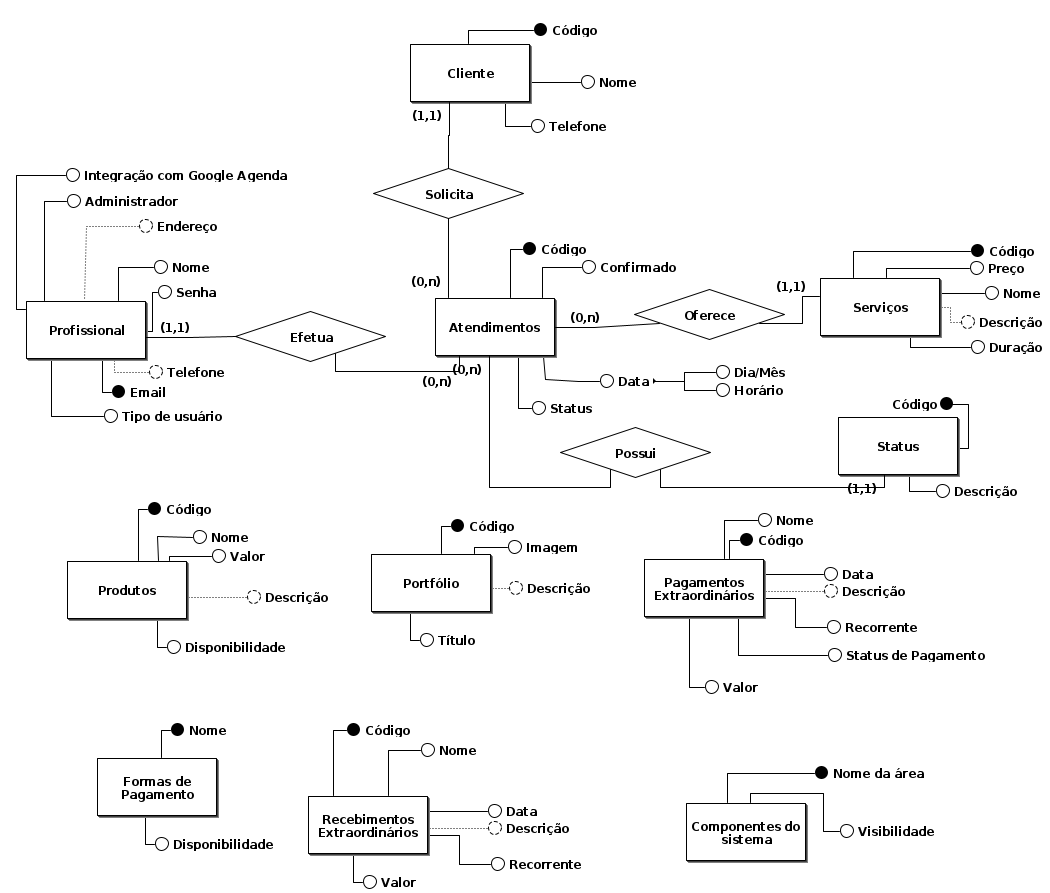 Código
Cliente
Nome
(1,1)
Telefone
Integração com Google Agenda
Administrador
Endereço
Solicita
Nome
Senha
Profissional
(1,1)
Efetua
Telefone
Email
Tipo de usuário
(0,n)
Código
Confirmado
Atendimentos
(0,n)
Oferece
(1,1)
Código
Preço
Serviços
Nome
Descrição
Duração
(0,n)
(0,n)
Data
Dia/Mês
Horário
Status
Possui
Código
Status
(1,1)
Descrição
Código
Nome
Valor
Produtos
Descrição
Disponibilidade
Código
Imagem
Portfólio
Descrição
Título
Nome
Código
Pagamentos
Extraordinários
Data
Descrição
Recorrente
Status de Pagamento
Valor
Nome
Formas de
Pagamento
Disponibilidade
Código
Nome
Recebimentos
Extraordinários
Data
Descrição
Recorrente
Valor
Nome da área
Componentes do
sistema
Visibilidade